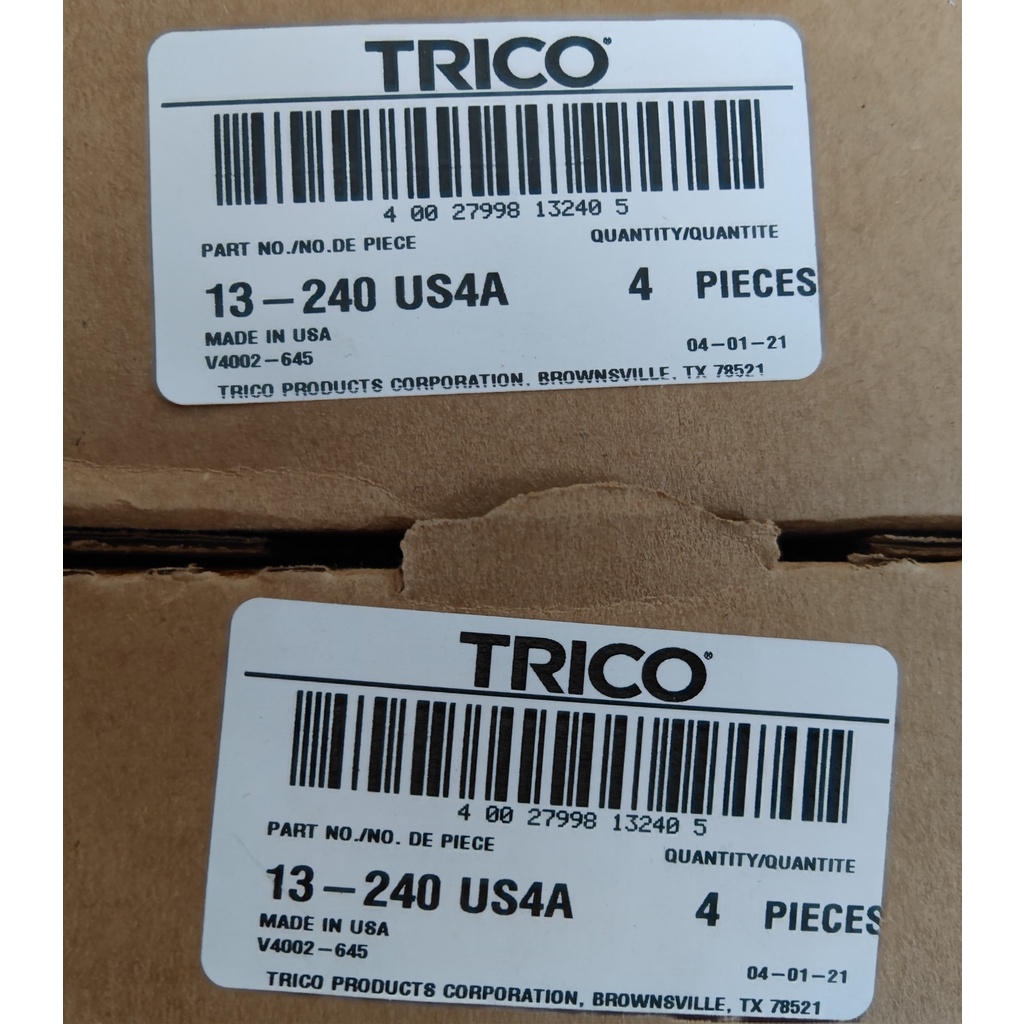 TRICO®
4 00 27998 13240 5
PART NO./NO.DE PIECE QUANTITY/QUANTITE
13-240 US4A 4 PIECES
MADE IN USA
V4002-645 04-01-21
TRICO PRODUCTS CORPORATION, BROWNSVILLE, TX 78521
TRICO®
4 00 27998 13240 5
PART NO./NO. DE PIECE QUANTITY/QUANTITE
13-240 US4A 4 PIECES
MADE IN USA
V4002-645 04-01-21
TRICO PRODUCTS CORPORATION, BROWNSVILLE, TX 78521